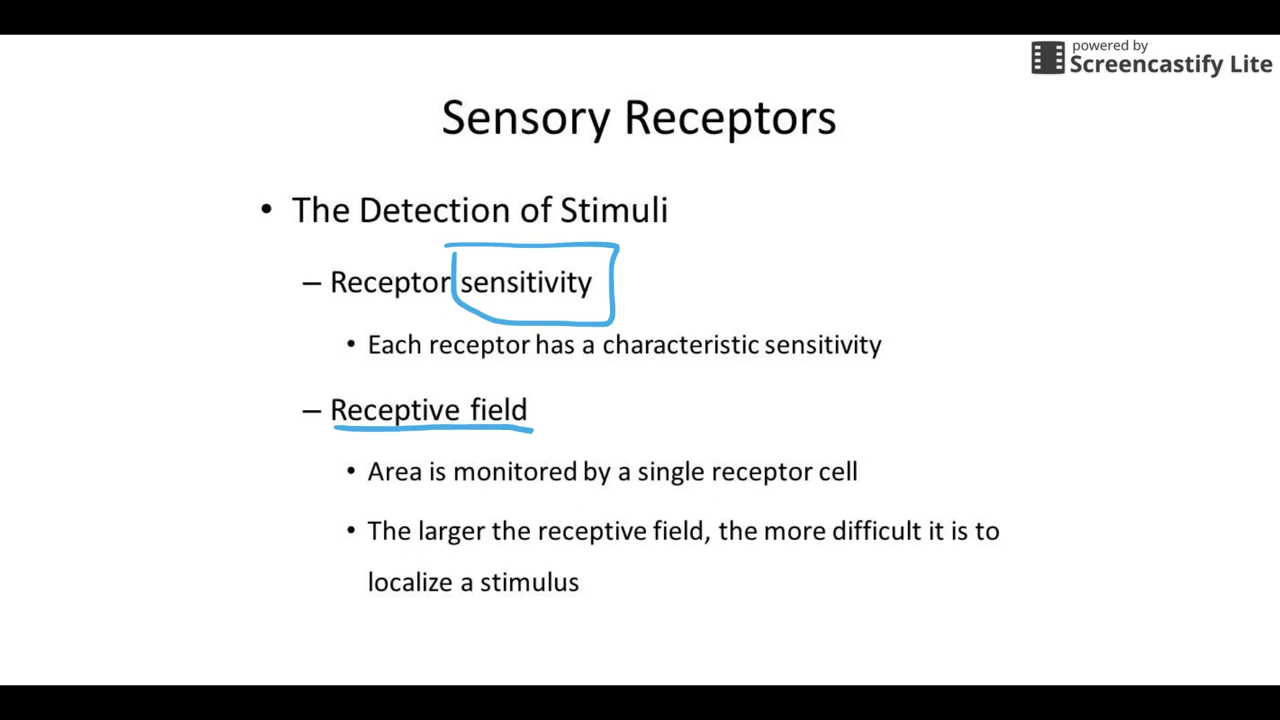 powered by
Screencastify Lite
Sensory Receptors
• The Detection of Stimuli
– Receptor sensitivity
• Each receptor has a characteristic sensitivity
– Receptive field
• Area is monitored by a single receptor cell
• The larger the receptive field, the more difficult it is to
localize a stimulus